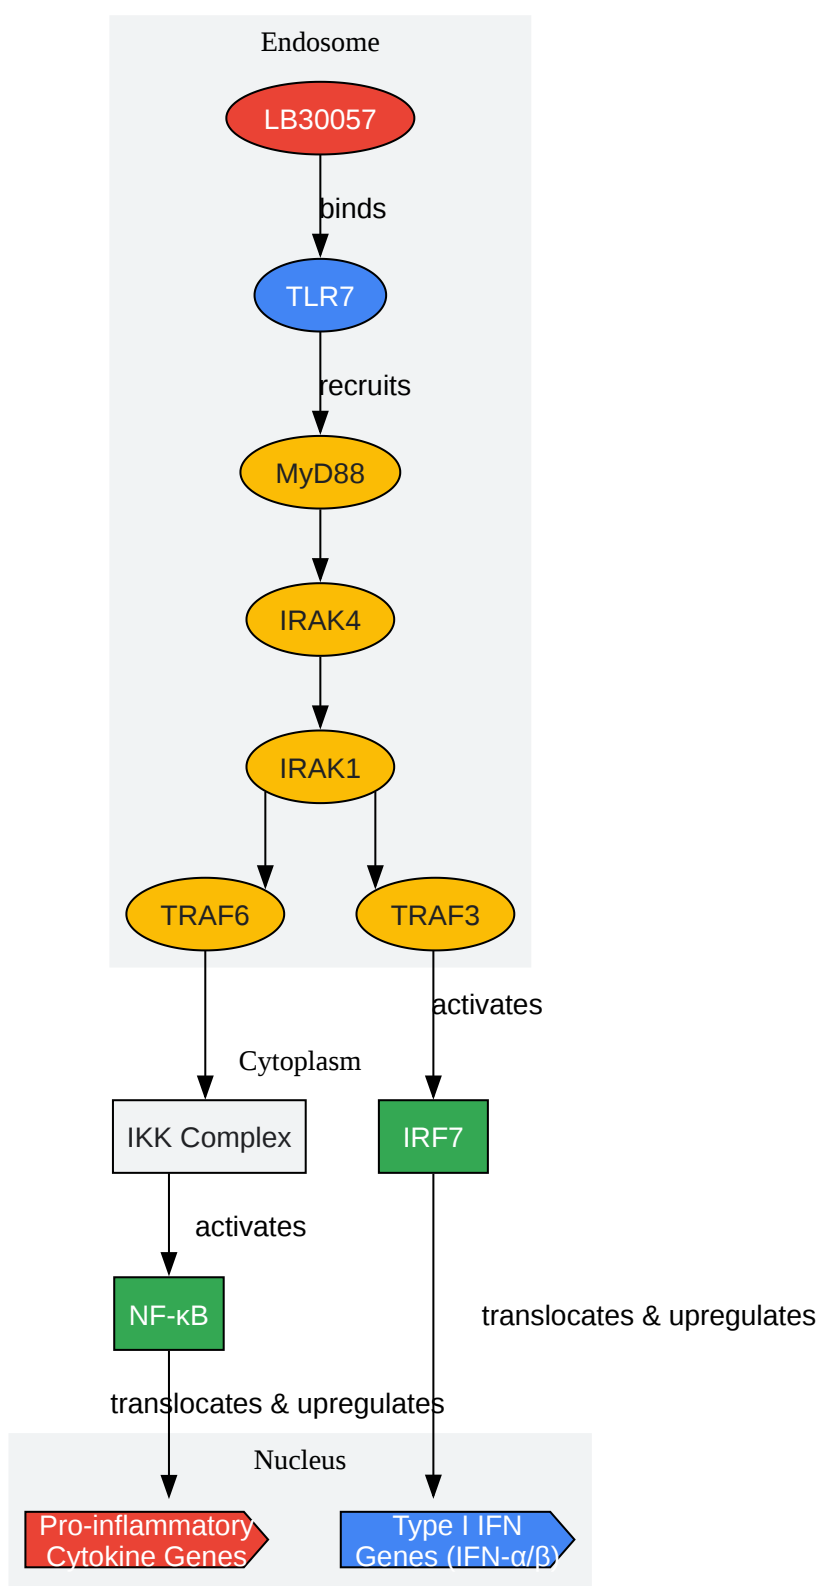 Endosome
LB30057
binds
TLR7
recruits
MyD88
IRAK4
IRAK1
TRAF6
TRAF3
activates
Cytoplasm
IKK Complex
IRF7
activates
NF-κB
translocates & upregulates
translocates & upregulates
Nucleus
Pro-inflammatory
Cytokine Genes
Type I IFN
Genes (IFN-α/β)